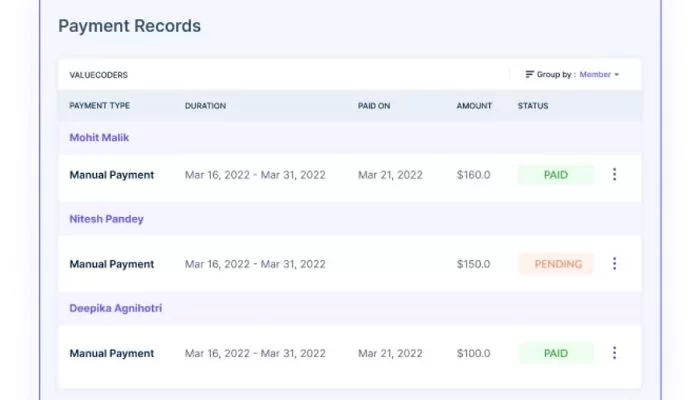 Payment Records
VALUECODERS Group by : Member
PAYMENT TYPE DURATION PAID ON AMOUNT STATUS
Mohit Malik
Manual Payment Mar 16, 2022 - Mar 31, 2022 Mar 21, 2022 $160.0 PAID
Nitesh Pandey
Manual Payment Mar 16, 2022 - Mar 31, 2022 $150.0 PENDING
Deepika Agnihotri
Manual Payment Mar 16, 2022 - Mar 31, 2022 Mar 21, 2022 $100.0 PAID